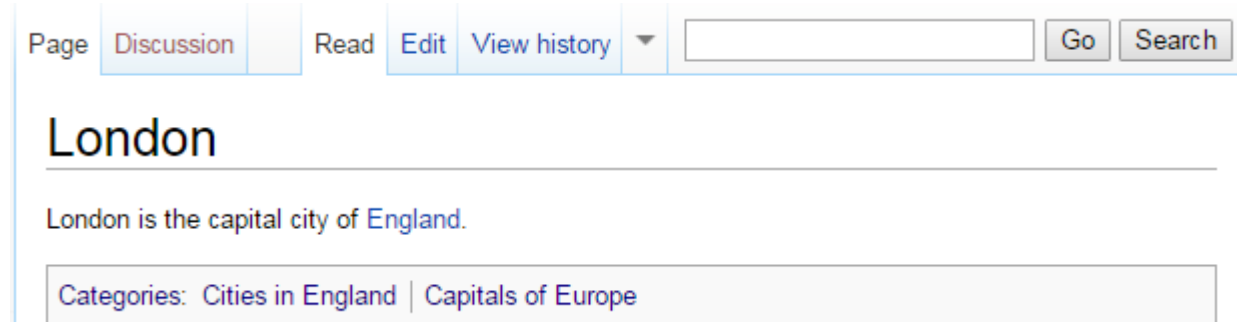 Page Discussion Read Edit View history Go Search
London
London is the capital city of England.
Categories: Cities in England | Capitals of Europe